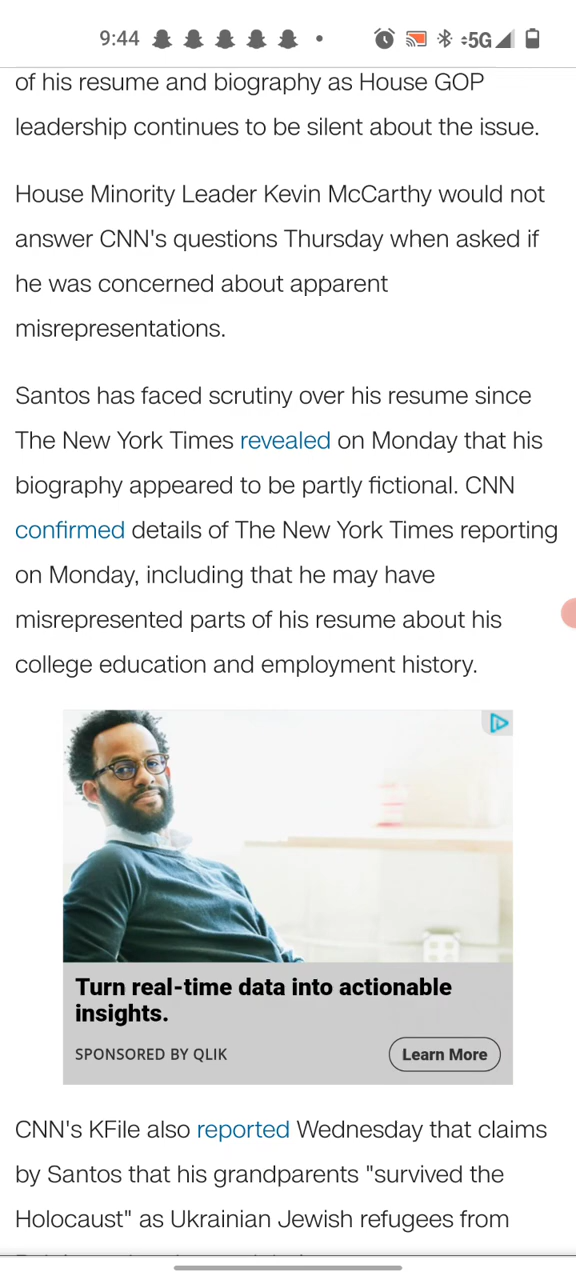 9:44
5G
of his resume and biography as House GOP
leadership continues to be silent about the issue.
House Minority Leader Kevin McCarthy would not
answer CNN's questions Thursday when asked if
he was concerned about apparent
misrepresentations.
Santos has faced scrutiny over his resume since
The New York Times revealed on Monday that his
biography appeared to be partly fictional. CNN
confirmed details of The New York Times reporting
on Monday, including that he may have
misrepresented parts of his resume about his
college education and employment history.
Turn real-time data into actionable
insights.
SPONSORED BY QLIK
Learn More
CNN's KFile also reported Wednesday that claims
by Santos that his grandparents "survived the
Holocaust" as Ukrainian Jewish refugees from